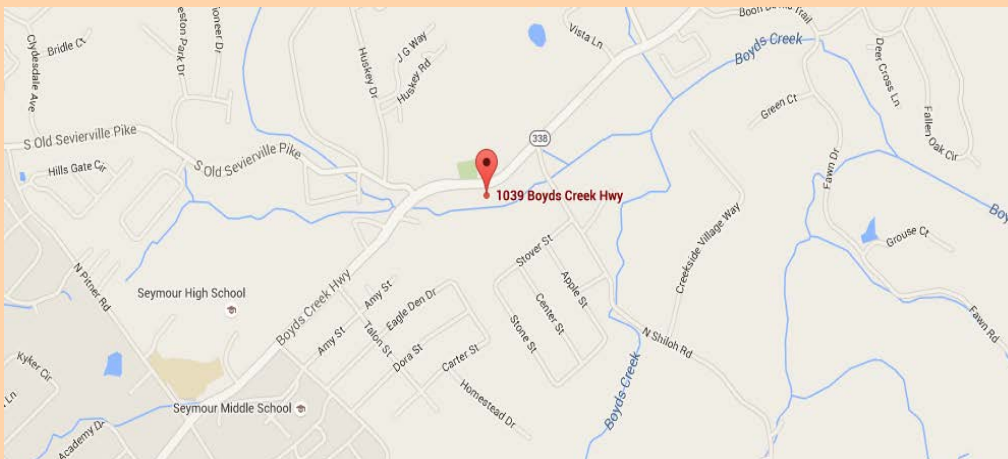 Clydesdale Ave
Bridle Ct
Huskey Dr
J G Way
Huskey Rd
Vista Ln
Boyds Creek
Deer Cross Ln
Fallen Oak Cir
Green Ct
Fawn Dr
338
S Old Sevierville Pike
S Old Sevierville Pike
Hills Gate Cir
1039 Boyds Creek Hwy
Grouse Ct
Creekside Village Way
Stover St
Apple St
Center St
Stone St
N Pitner Rd
Seymour High School
Boyds Creek Hwy
Amy St
Amy St
Eagle Den Dr
Talon St
Dora St
Carter St
Homestead Dr
N Shiloh Rd
Fawn Rd
Boyds Creek
Kyker Cir
Ln
Seymour Middle School
Academy D